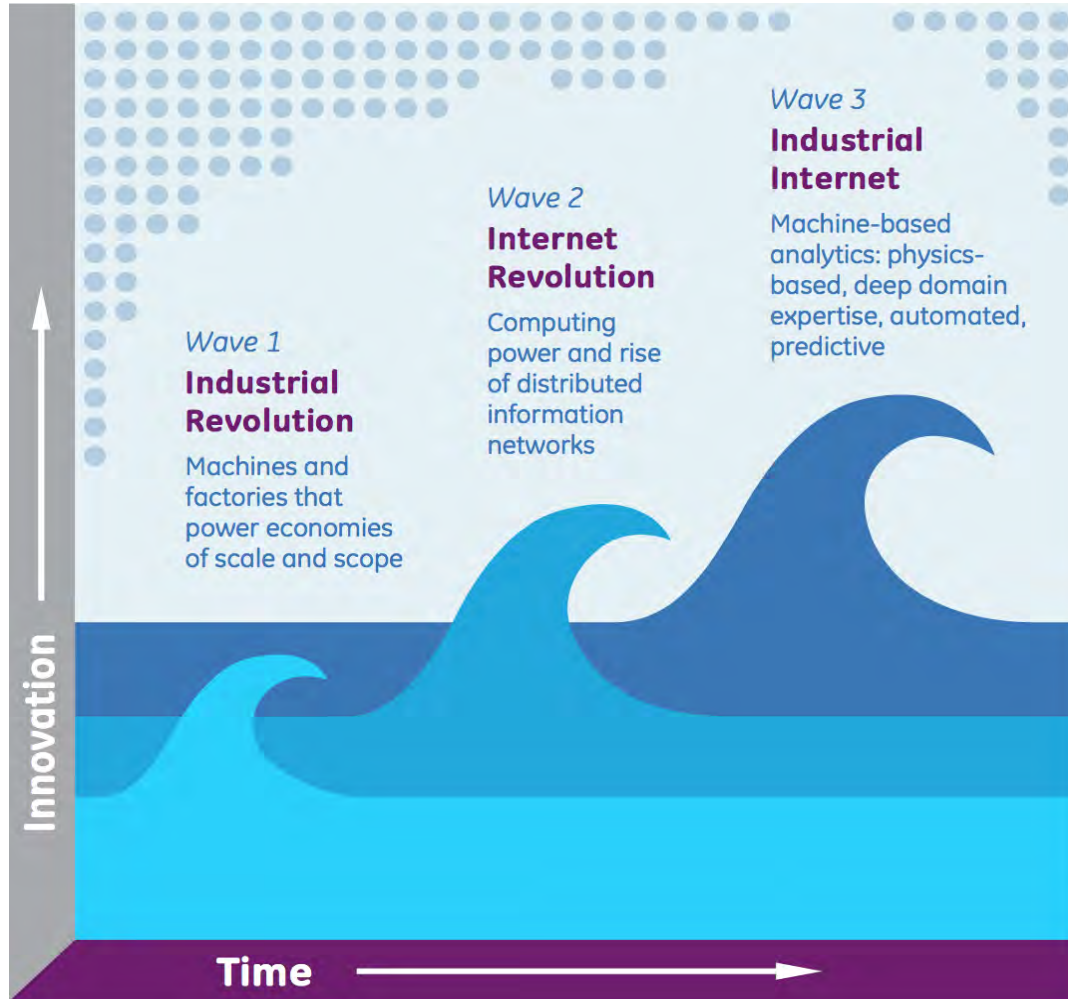 Wave 1
Industrial
Revolution
Machines and
factories that
power economies
of scale and scope
Wave 2
Internet
Revolution
Computing
power and rise
of distributed
information
networks
Wave 3
Industrial
Internet
Machine-based
analytics: physics-
based, deep domain
expertise, automated,
predictive
Innovation
Time